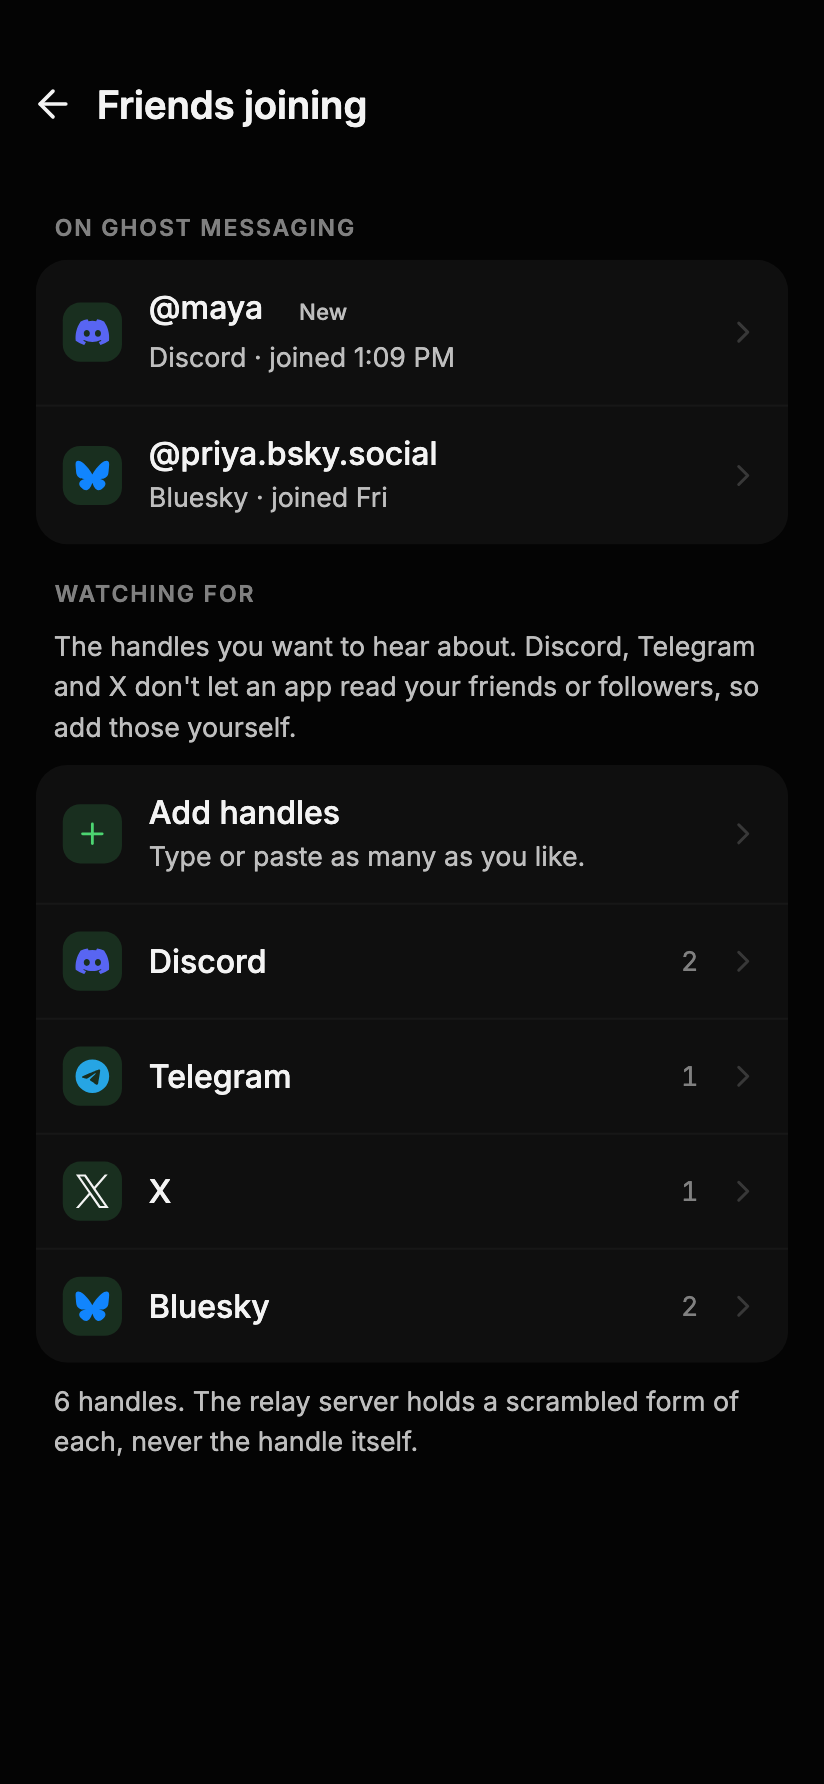 Friends joining
ON GHOST MESSAGING
@maya New
Discord · joined 1:09 PM
@priya.bsky.social
Bluesky · joined Fri
WATCHING FOR
The handles you want to hear about. Discord, Telegram
and X don't let an app read your friends or followers, so
add those yourself.
Add handles
Type or paste as many as you like.
Discord 2
Telegram 1
X 1
Bluesky 2
6 handles. The relay server holds a scrambled form of
each, never the handle itself.